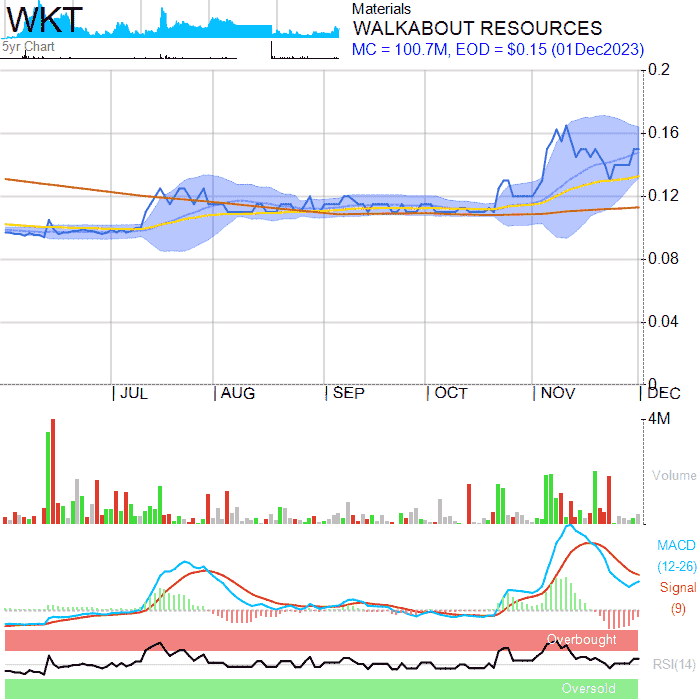 WKT
5yr Chart
Materials
WALKABOUT RESOURCES
MC = 100.7M, EOD = $0.15 (01Dec2023)
0.2
0.16
0.12
0.08
0.04
0
JUL AUG SEP OCT NOV DEC
4M
Volume
MACD
(12-26)
Signal
(9)
Overbought
RSI(14)
Oversold